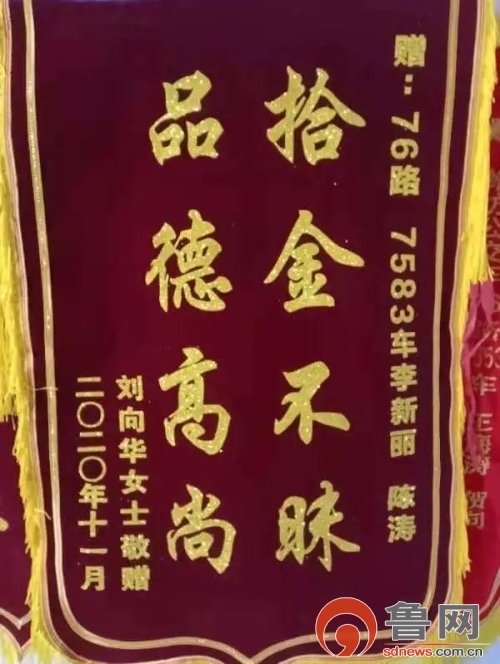 赠：76路 7583车李新丽 陈涛
拾金不昧
品德高尚
刘向华女士敬赠
二〇二〇年十一月
鲁网
sdnews.com.cn